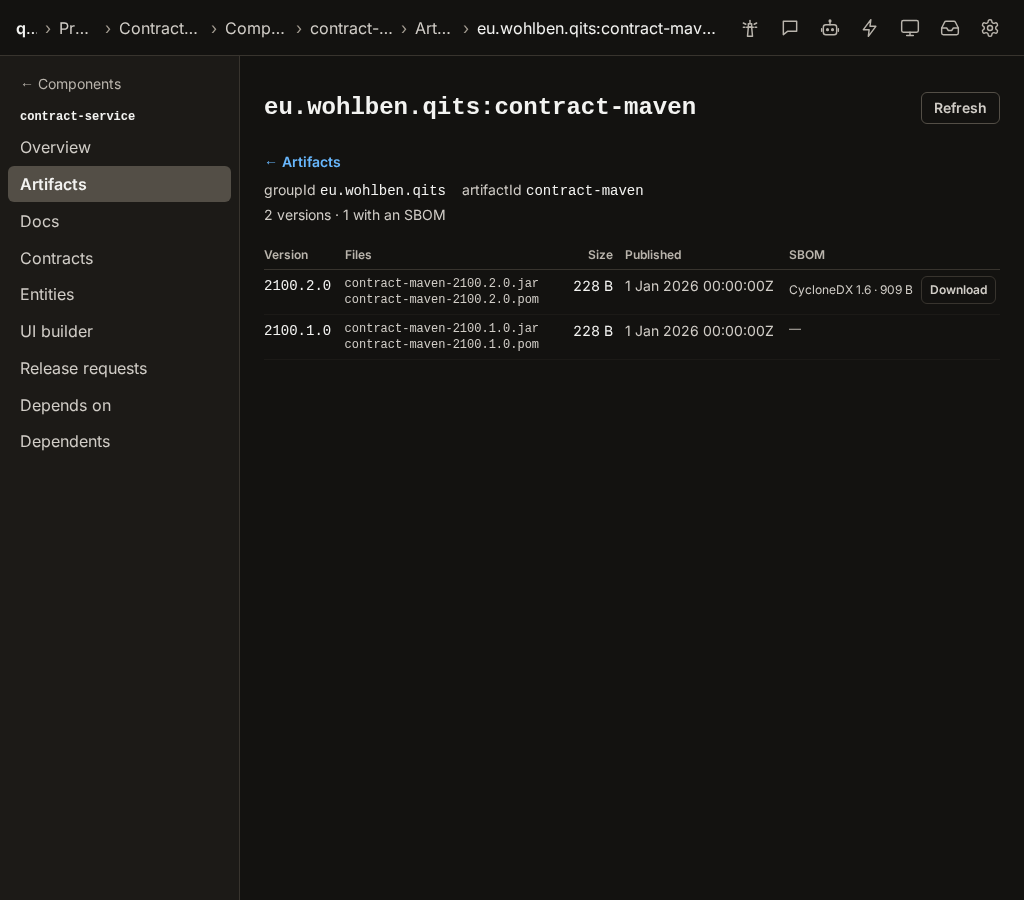 q... › Pr... › Contract... › Comp... › contract-... › Art... › eu.wohlben.qits:contract-mav...
← Components
contract-service
Overview
Artifacts
Docs
Contracts
Entities
UI builder
Release requests
Depends on
Dependents
eu.wohlben.qits:contract-maven
Refresh
← Artifacts
groupId eu.wohlben.qits artifactId contract-maven
2 versions · 1 with an SBOM
Version Files Size Published SBOM
2100.2.0 contract-maven-2100.2.0.jar 228 B 1 Jan 2026 00:00:00Z CycloneDX 1.6 · 909 B Download
contract-maven-2100.2.0.pom
2100.1.0 contract-maven-2100.1.0.jar 228 B 1 Jan 2026 00:00:00Z —
contract-maven-2100.1.0.pom